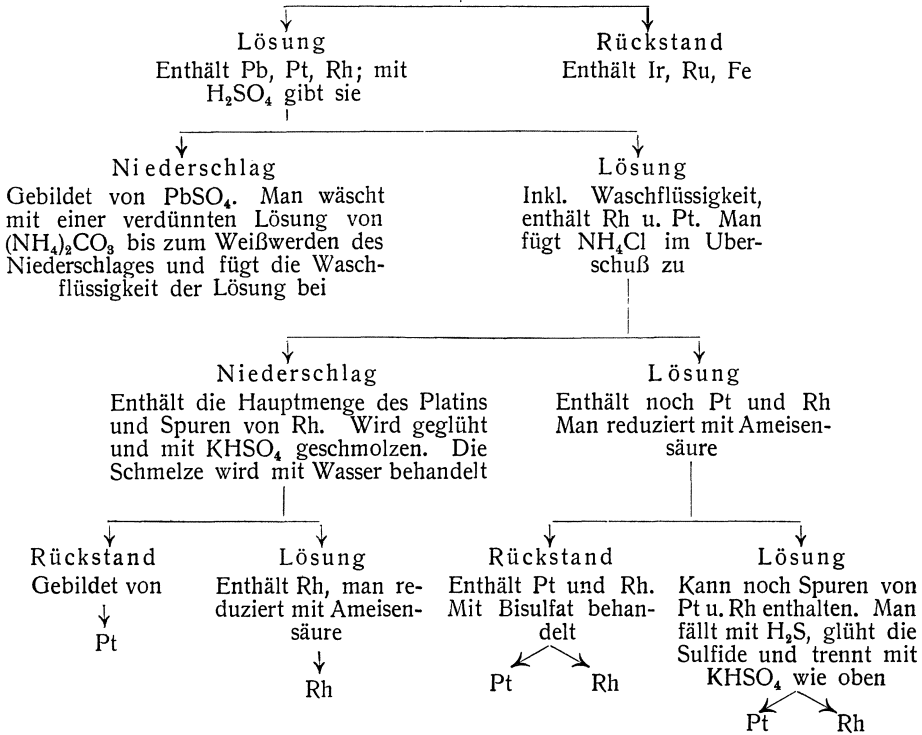 Lösung
Enthält Pb, Pt, Rh; mit
H₂SO₄ gibt sie
Rückstand
Enthält Ir, Ru, Fe
Niederschlag
Gebildet von PbSO₄. Man wäscht
mit einer verdünnten Lösung von
(NH₄)₂CO₃ bis zum Weißwerden des
Niederschlages und fügt die Wasch-
flüssigkeit der Lösung bei
Lösung
Inkl. Waschflüssigkeit,
enthält Rh u. Pt. Man
fügt NH₄Cl im Uber-
schuß zu
Niederschlag
Enthält die Hauptmenge des Platins
und Spuren von Rh. Wird geglüht
und mit KHSO₄ geschmolzen. Die
Schmelze wird mit Wasser behandelt
Lösung
Enthält noch Pt und Rh
Man reduziert mit Ameisen-
säure
Rückstand
Gebildet von
Pt
Lösung
Enthält Rh, man re-
duziert mit Ameisen-
säure
Rh
Rückstand
Enthält Pt und Rh.
Mit Bisulfat behan-
delt
Pt Rh
Lösung
Kann noch Spuren von
Pt u. Rh enthalten. Man
fällt mit H₂S, glüht die
Sulfide und trennt mit
KHSO₄ wie oben
Pt Rh